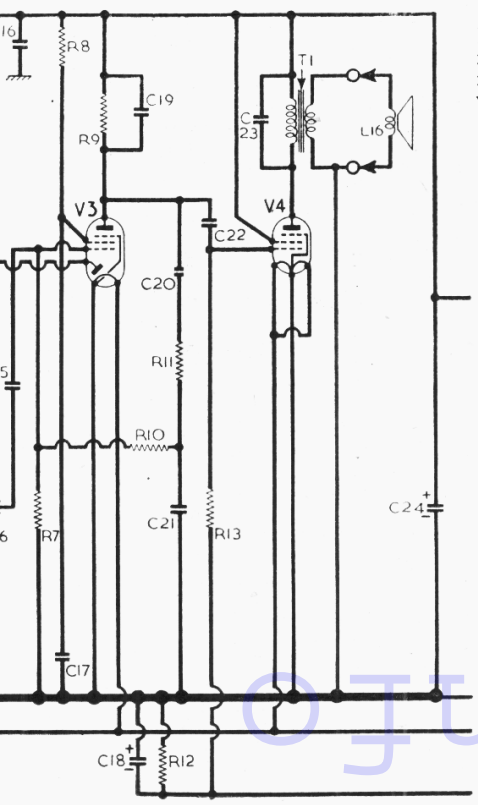 16
R8
C19
R9
T1
C
23
L16
V3
V4
C22
C20
5
R11
R10
C24
+
-
R7
C21
R13
6
C17
C18
+
-
R12